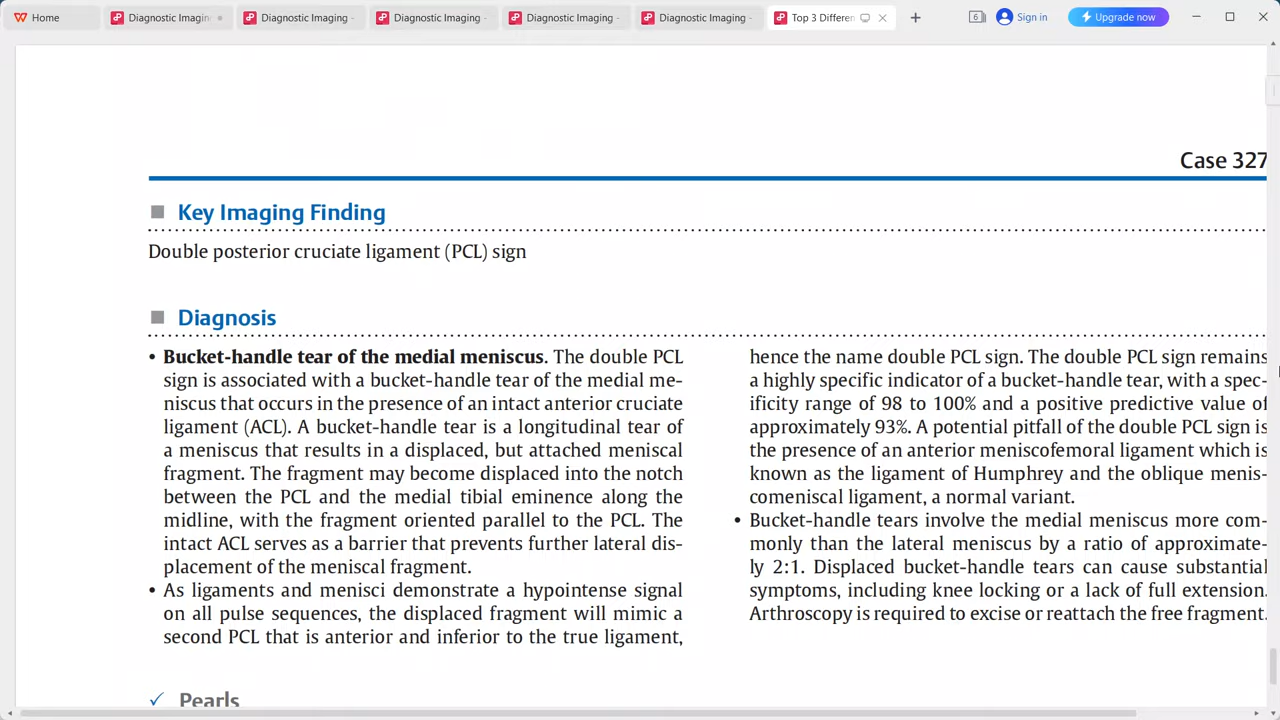 Home
Diagnostic Imagin
Diagnostic Imaging -
Diagnostic Imaging -
Diagnostic Imaging -
Diagnostic Imaging -
Top 3 Differen
6
Sign in
Upgrade now
Case 327
Key Imaging Finding
Double posterior cruciate ligament (PCL) sign
Diagnosis
• Bucket-handle tear of the medial meniscus. The double PCL
sign is associated with a bucket-handle tear of the medial me-
niscus that occurs in the presence of an intact anterior cruciate
ligament (ACL). A bucket-handle tear is a longitudinal tear of
a meniscus that results in a displaced, but attached meniscal
fragment. The fragment may become displaced into the notch
between the PCL and the medial tibial eminence along the
midline, with the fragment oriented parallel to the PCL. The
intact ACL serves as a barrier that prevents further lateral dis-
placement of the meniscal fragment.
• As ligaments and menisci demonstrate a hypointense signal
on all pulse sequences, the displaced fragment will mimic a
second PCL that is anterior and inferior to the true ligament,
hence the name double PCL sign. The double PCL sign remains
a highly specific indicator of a bucket-handle tear, with a spec-
ificity range of 98 to 100% and a positive predictive value of
approximately 93%. A potential pitfall of the double PCL sign is
the presence of an anterior meniscofemoral ligament which is
known as the ligament of Humphrey and the oblique menis-
comeniscal ligament, a normal variant.
• Bucket-handle tears involve the medial meniscus more com-
monly than the lateral meniscus by a ratio of approximate-
ly 2:1. Displaced bucket-handle tears can cause substantial
symptoms, including knee locking or a lack of full extension.
Arthroscopy is required to excise or reattach the free fragment.
✓ Pearls